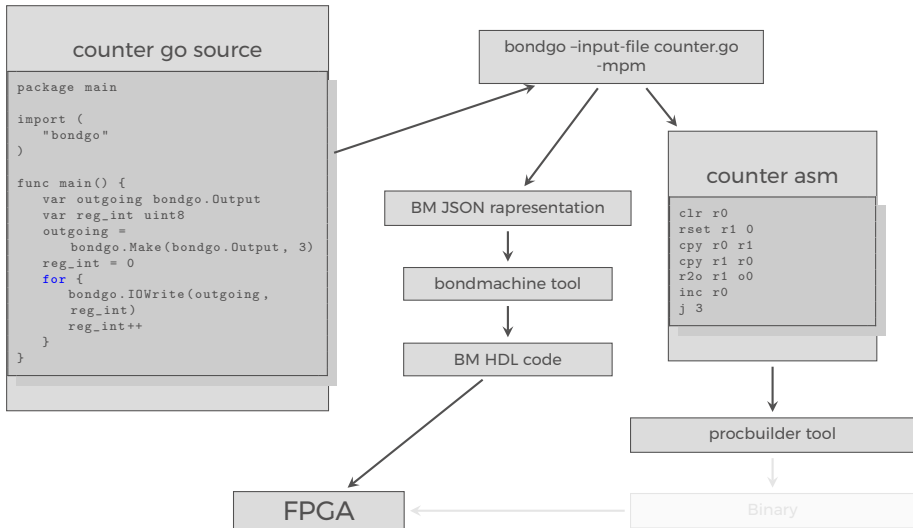 counter go source
package main
import (
"bondgo"
)
func main() {
var outgoing bondgo.Output
var reg_int uint8
outgoing =
bondgo.Make(bondgo.Output, 3)
reg_int = 0
for {
bondgo.IOWrite(outgoing,
reg_int)
reg_int++
}
}
bondgo –input-file counter.go
-mpm
BM JSON rapresentation
bondmachine tool
BM HDL code
FPGA
counter asm
clr r0
rset r1 0
cpy r0 r1
cpy r1 r0
r2o r1 o0
inc r0
j 3
procbuilder tool
Binary